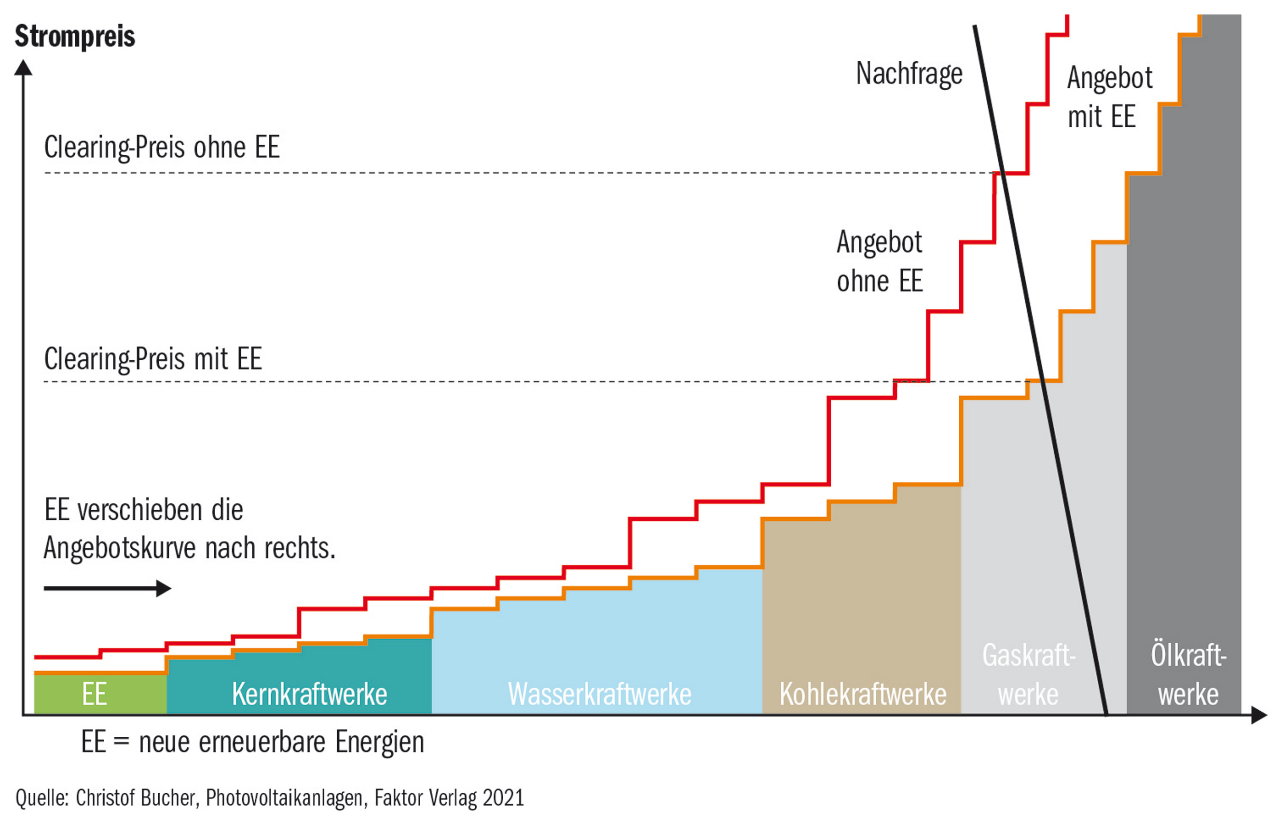 Strompreis
Nachfrage
Angebot
mit EE
Clearing-Preis ohne EE
Angebot
ohne EE
Clearing-Preis mit EE
EE verschieben die
Angebotskurve nach rechts.
EE
Kernkraftwerke
Wasserkraftwerke
Kohlekraftwerke
Gaskraft-
werke
Ölkraft-
werke
EE = neue erneuerbare Energien
Quelle: Christof Bucher, Photovoltaikanlagen, Faktor Verlag 2021